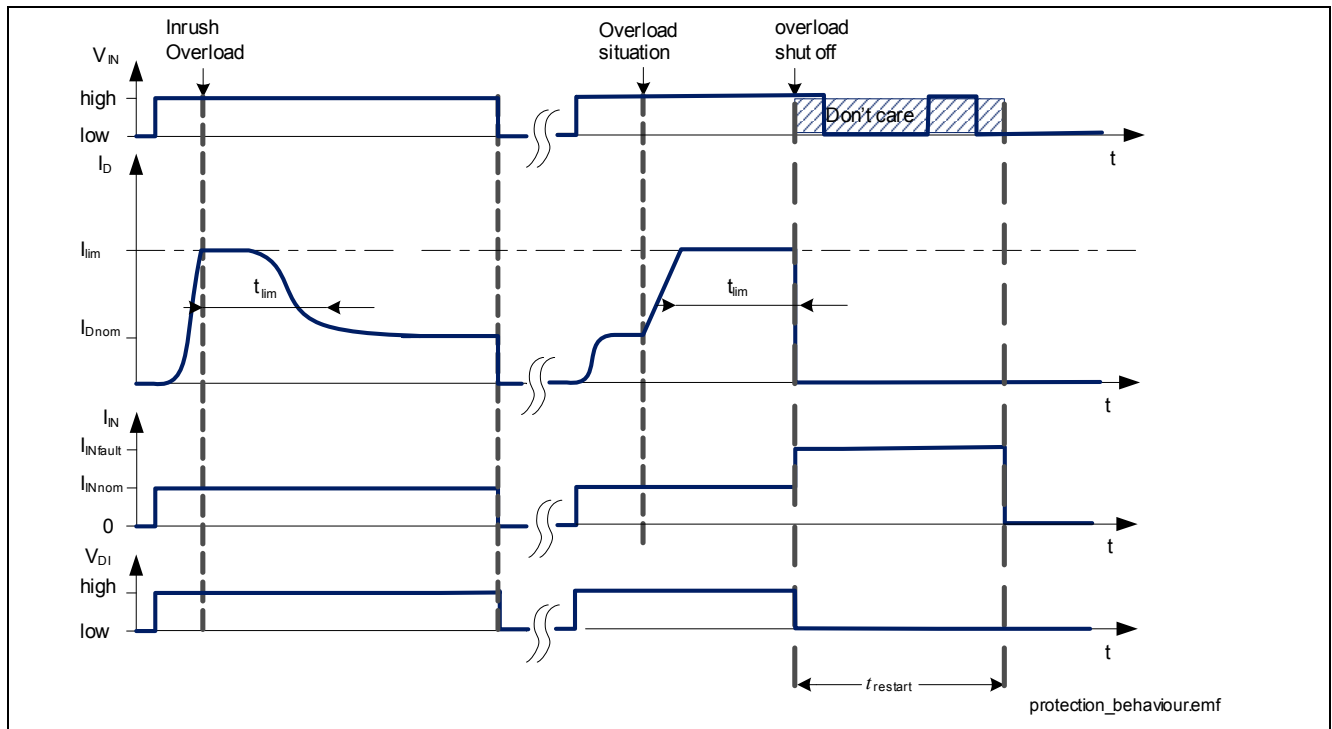 Inrush
Overload
Overload
situation
overload
shut off
VIN
high
low
Don't care
t
ID
Ilim
tlim
tlim
IDnom
t
IIN
IINfault
IINnom
0
t
VDI
high
low
t
trestart
protection_behaviour.emf